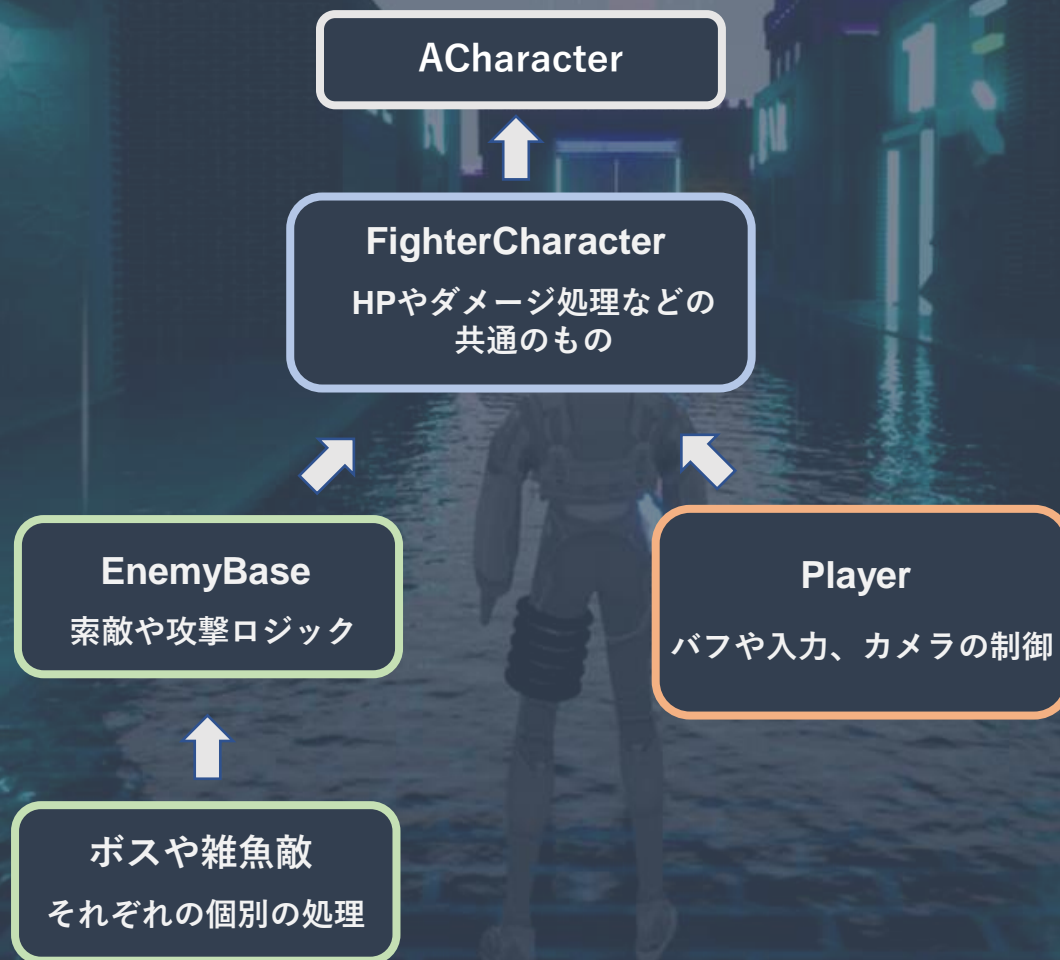 ACharacter
FighterCharacter
HPやダメージ処理などの
共通のもの
EnemyBase
索敵や攻撃ロジック
Player
バフや入力、カメラの制御
ボスや雑魚敵
それぞれの個別の処理